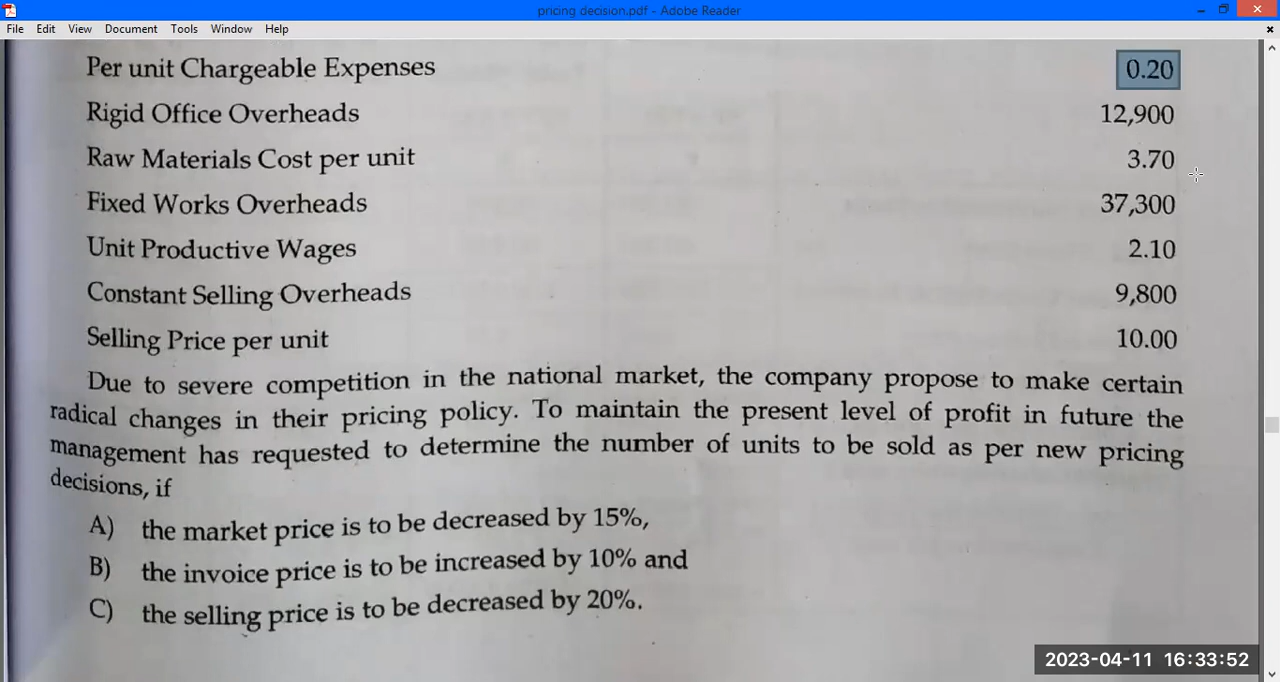 pricing decision.pdf - Adobe Reader
File Edit View Document Tools Window Help
Per unit Chargeable Expenses 0.20
Rigid Office Overheads 12,900
Raw Materials Cost per unit 3.70
Fixed Works Overheads 37,300
Unit Productive Wages 2.10
Constant Selling Overheads 9,800
Selling Price per unit 10.00
Due to severe competition in the national market, the company propose to make certain
radical changes in their pricing policy. To maintain the present level of profit in future the
management has requested to determine the number of units to be sold as per new pricing
decisions, if
A) the market price is to be decreased by 15%,
B) the invoice price is to be increased by 10% and
C) the selling price is to be decreased by 20%.
2023-04-11 16:33:52